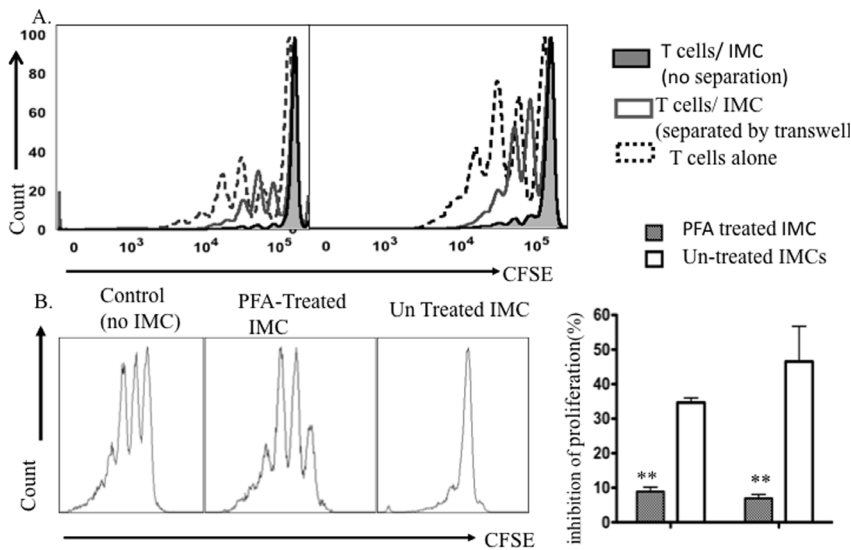 A.
100
80
60
40
20
0
Count
0 10³ 10⁴ 10⁵
0 10³ 10⁴ 10⁵
CFSE
T cells/ IMC
(no separation)
T cells/ IMC
(separated by transwell
T cells alone
PFA treated IMC
Un-treated IMCs
B.
Control
(no IMC)
PFA-Treated
IMC
Un Treated IMC
Count
CFSE
inhibition of proliferation(%)
60
50
40
30
20
10
0
**
**